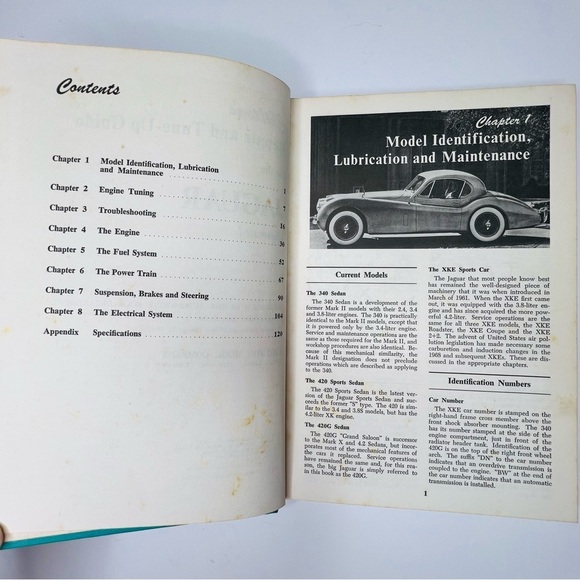 Contents
Chapter 1 Model Identification, Lubrication
and Maintenance 1
Chapter 2 Engine Tuning 7
Chapter 3 Troubleshooting 16
Chapter 4 The Engine 30
Chapter 5 The Fuel System 52
Chapter 6 The Power Train 67
Chapter 7 Suspension, Brakes and Steering 90
Chapter 8 The Electrical System 104
Appendix Specifications 120
Chapter 1
Model Identification,
Lubrication and Maintenance
Current Models
The 340 Sedan
The 340 Sedan is a development of the
former Mark II models with their 2.4, 3.4
and 3.8-liter engines. The 340 is practically
identical to the Mark II models, except that
it is powered only by the 3.4-liter engine.
Service and maintenance operations are the
same as those required for the Mark II, and
workshop procedures are also identical. Be-
cause of this mechanical similarity, the
Mark II designation does not preclude
operations which are described as applying
to the 340.
The 420 Sports Sedan
The 420 Sports Sedan is the latest ver-
sion of the Jaguar Sports Sedan and suc-
ceeds the former "S" type. The 420 is sim-
ilar to the 3.4 and 3.8S models, but has the
4.2-liter XK engine.
The 420G Sedan
The 420G "Grand Saloon" is successor
to the Mark X and 4.2 Sedans, but incor-
porates most of the mechanical features of
the cars it replaced. Service operations
have remained the same and, for this rea-
son, the big Jaguar is simply referred to
in this book as the 420G.
The XKE Sports Car
The Jaguar that most people know best
has remained the well-designed piece of
machinery that it was when introduced in
March of 1961. When the XKE first came
out, it was equipped with the 3.8-liter en-
gine and has since acquired the more pow-
erful 4.2-liter. Service operations are the
same for all three XKE models, the XKE
Roadster, the XKE Coupe and the XKE
2+2. The advent of United States air pol-
lution legislation has made necessary some
carburetion and induction changes in the
1968 and subsequent XKEs. These are dis-
cussed in the appropriate chapters.
Identification Numbers
Car Number
The XKE car number is stamped on the
right-hand frame cross member above the
front shock absorber mounting. The 340
has its number stamped at the side of the
engine compartment, just in front of the
radiator header tank. Identification of the
420G is on the top of the right front wheel
arch. The suffix "DN" to the car number
indicates that an overdrive transmission is
coupled to the engine. "BW" at the end of
the car number indicates that an automatic
transmission is installed.
1